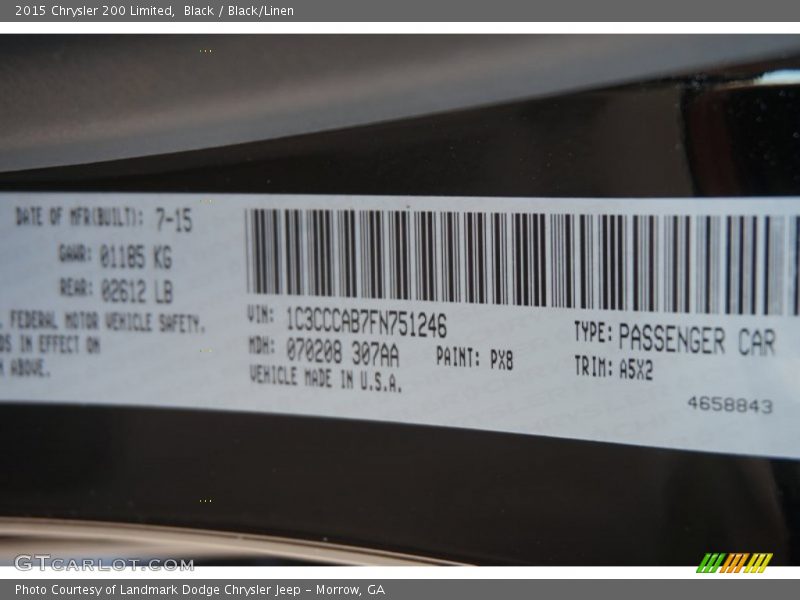 2015 Chrysler 200 Limited,  Black / Black/Linen
DATE OF MFR(BUILT): 7-15
GAWR: 01185 KG
REAR: 02612 LB
FEDERAL MOTOR VEHICLE SAFETY.
IN EFFECT ON
ABOVE.
VIN: 1C3CCCAB7FN751246
MDH: 070208 307AA
PAINT: PX8
VEHICLE MADE IN U.S.A.
TYPE: PASSENGER CAR
TRIM: A5X2
4658843
GTCARLOT.COM
Photo Courtesy of Landmark Dodge Chrysler Jeep – Morrow, GA